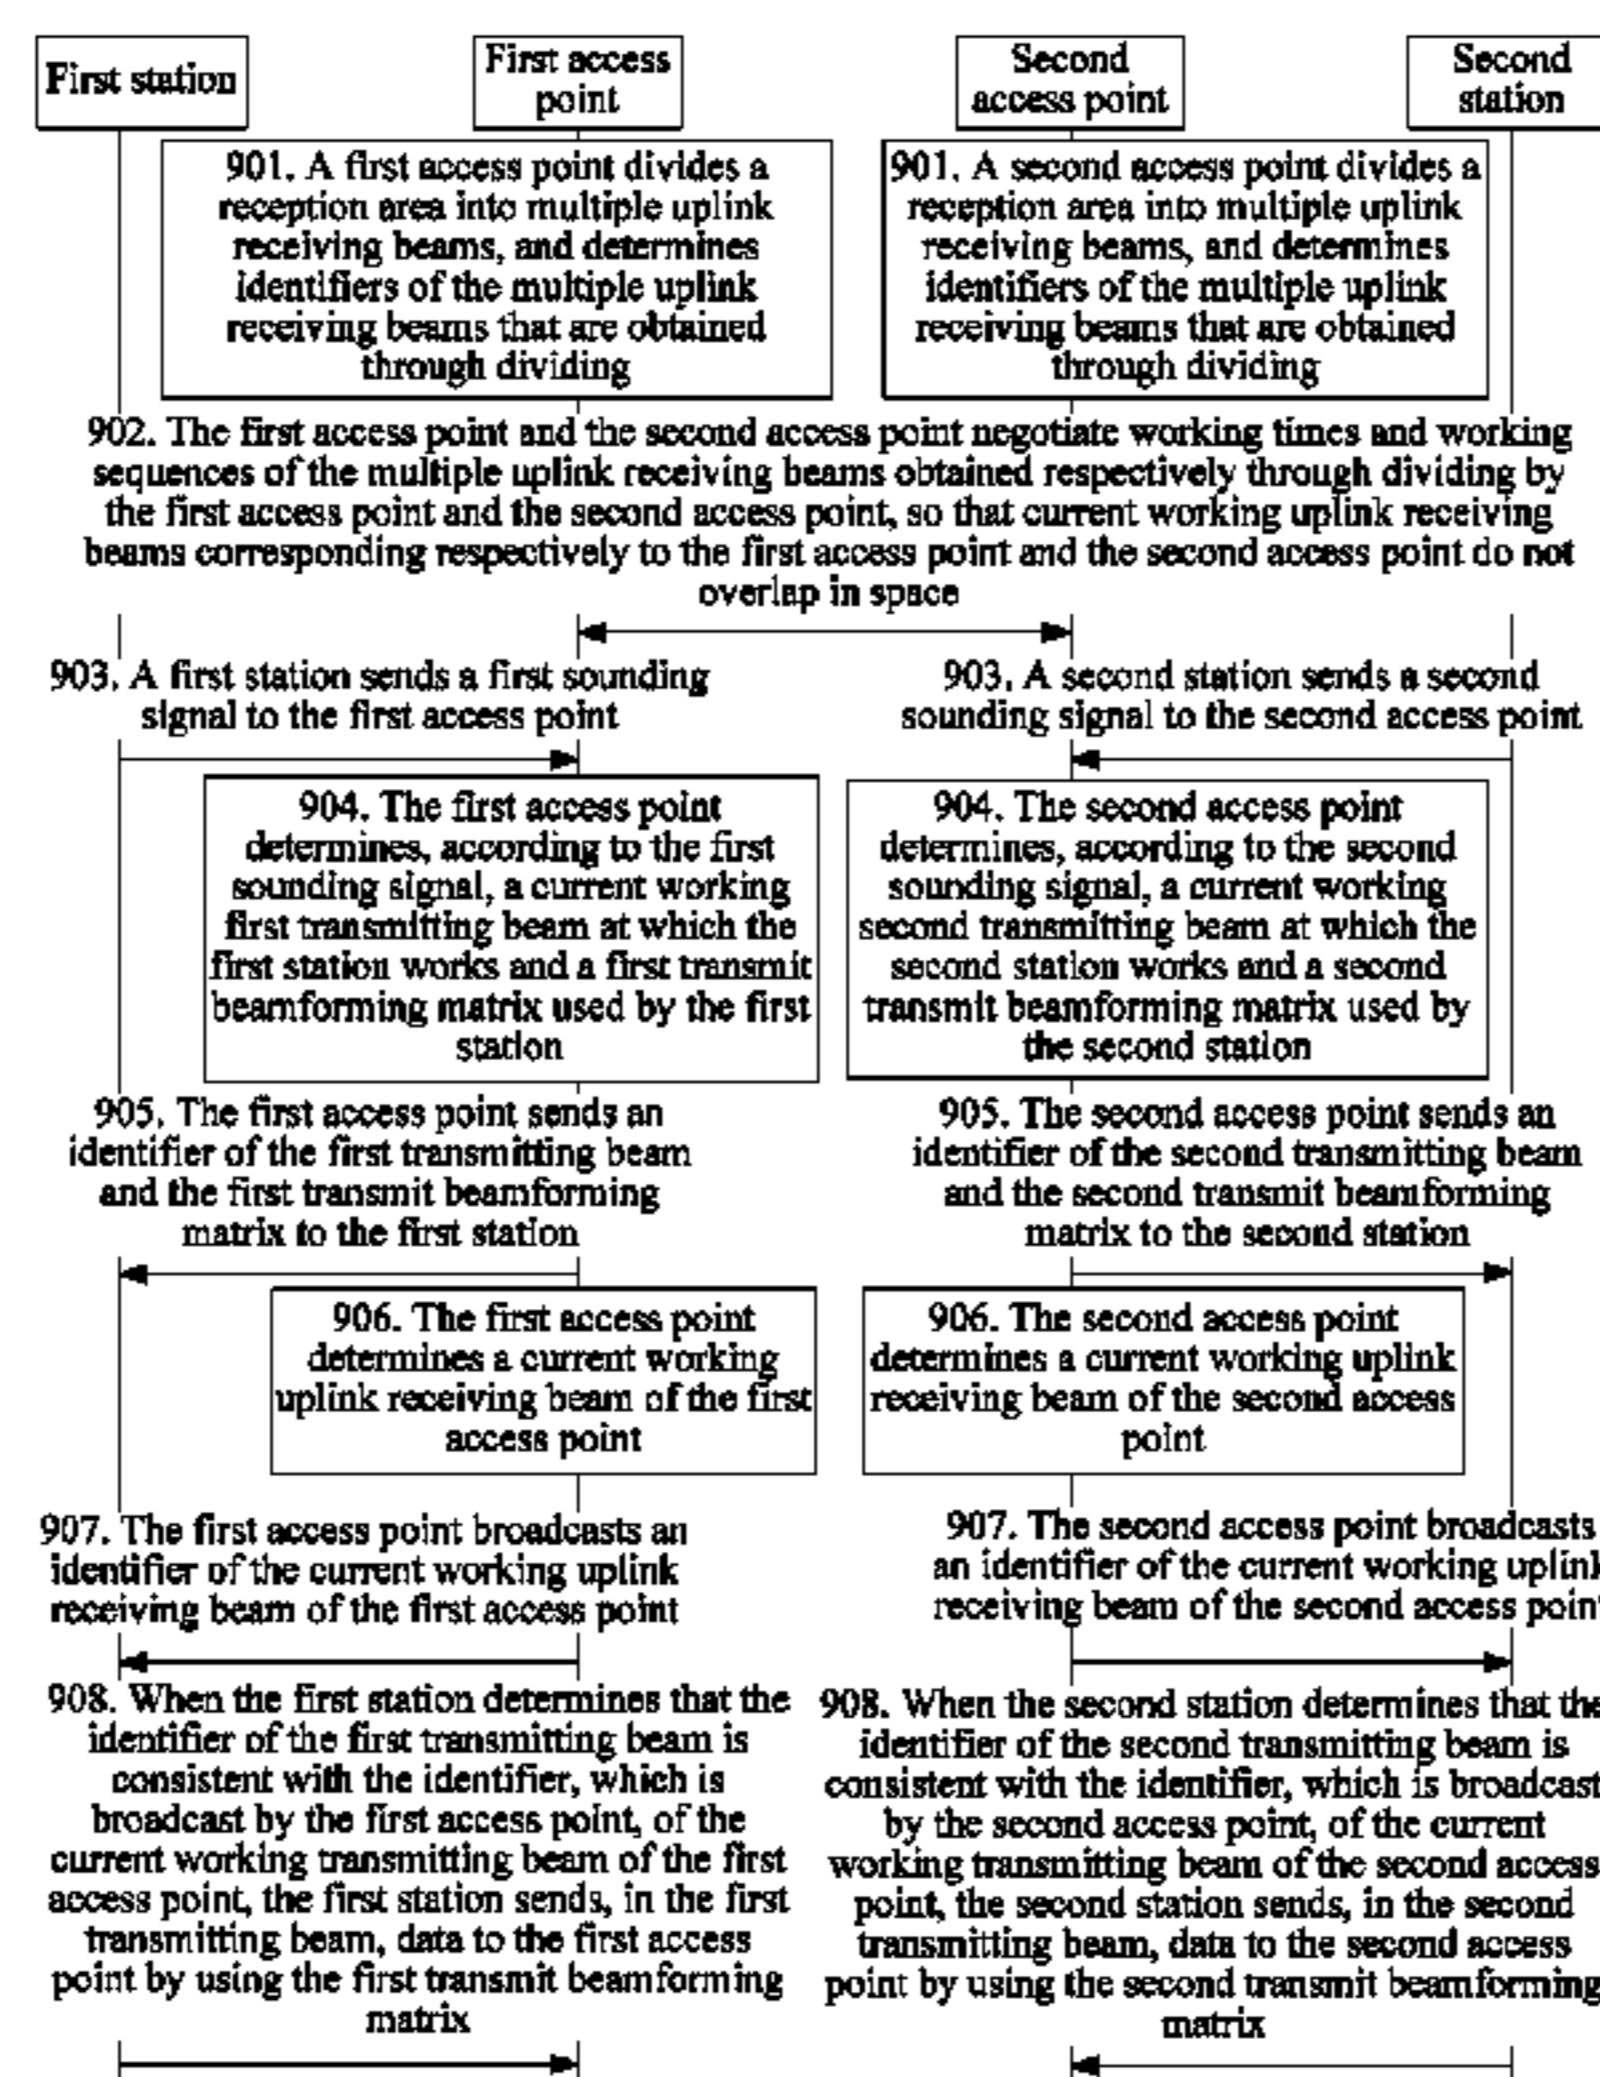 First station
First access
point
Second
access point
Second
station
901. A first access point divides a
reception area into multiple uplink
receiving beams, and determines
identifiers of the multiple uplink
receiving beams that are obtained
through dividing
901. A second access point divides a
reception area into multiple uplink
receiving beams, and determines
identifiers of the multiple uplink
receiving beams that are obtained
through dividing
902. The first access point and the second access point negotiate working times and working
sequences of the multiple uplink receiving beams obtained respectively through dividing by
the first access point and the second access point, so that current working uplink receiving
beams corresponding respectively to the first access point and the second access point do not
overlap in space
903. A first station sends a first sounding
signal to the first access point
903. A second station sends a second
sounding signal to the second access point
904. The first access point
determines, according to the first
sounding signal, a current working
first transmitting beam at which the
first station works and a first transmit
beamforming matrix used by the first
station
904. The second access point
determines, according to the second
sounding signal, a current working
second transmitting beam at which the
second station works and a second
transmit beamforming matrix used by
the second station
905. The first access point sends an
identifier of the first transmitting beam
and the first transmit beamforming
matrix to the first station
905. The second access point sends an
identifier of the second transmitting beam
and the second transmit beamforming
matrix to the second station
906. The first access point
determines a current working
uplink receiving beam of the first
access point
906. The second access point
determines a current working uplink
receiving beam of the second access
point
907. The first access point broadcasts an
identifier of the current working uplink
receiving beam of the first access point
907. The second access point broadcasts
an identifier of the current working uplink
receiving beam of the second access point
908. When the first station determines that the
identifier of the first transmitting beam is
consistent with the identifier, which is
broadcast by the first access point, of the
current working transmitting beam of the first
access point, the first station sends, in the first
transmitting beam, data to the first access
point by using the first transmit beamforming
matrix
908. When the second station determines that the
identifier of the second transmitting beam is
consistent with the identifier, which is broadcast
by the second access point, of the current
working transmitting beam of the second access
point, the second station sends, in the second
transmitting beam, data to the second access
point by using the second transmit beamforming
matrix